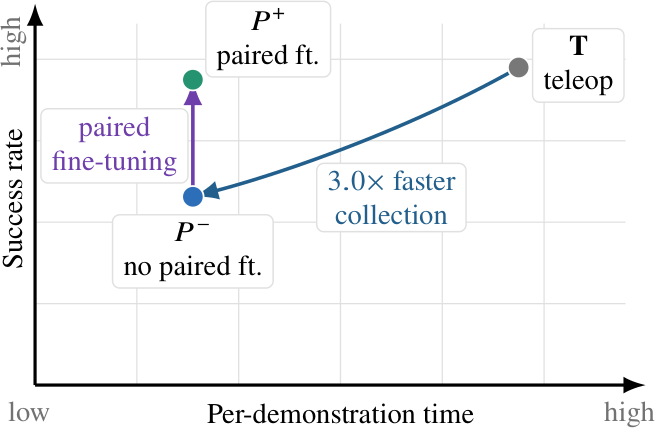 high
Success rate
P⁺
paired ft.
T
teleop
paired
fine-tuning
3.0× faster
collection
P⁻
no paired ft.
low
Per-demonstration time
high